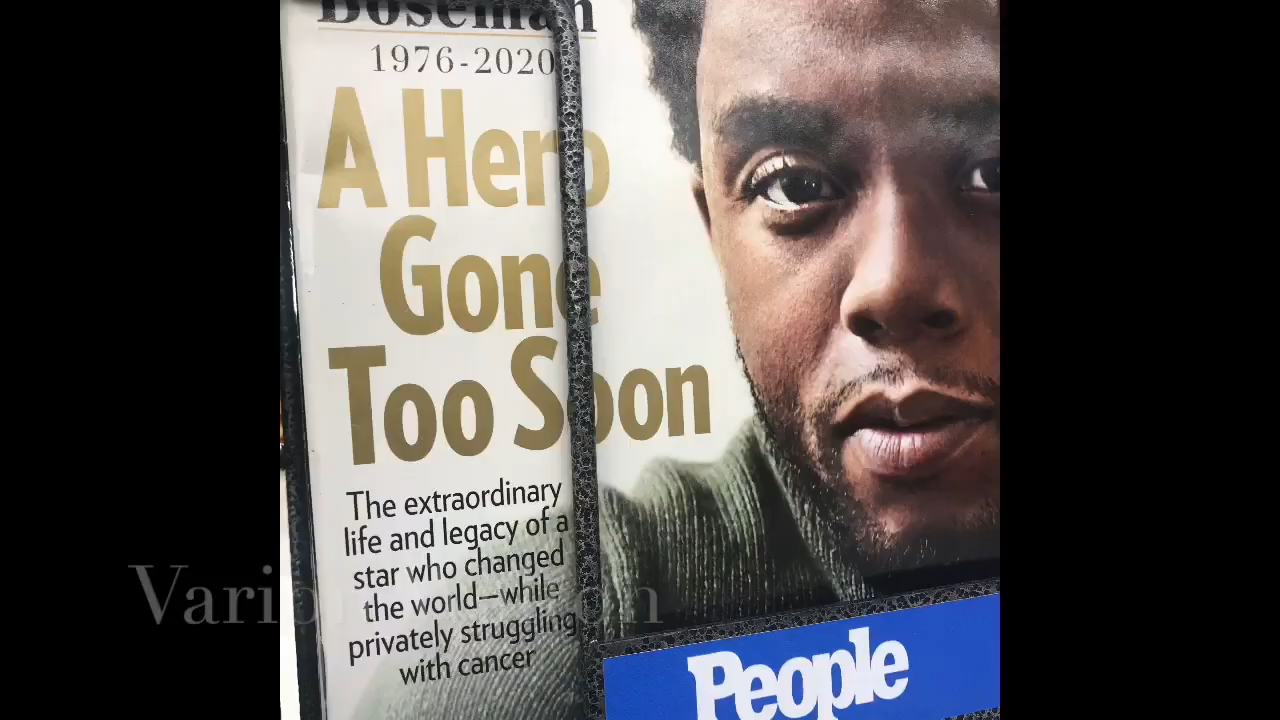 Boseman
1976-2020
A Hero
Gone
Too Soon
The extraordinary
life and legacy of a
star who changed
the world—while
privately struggling
with cancer
People